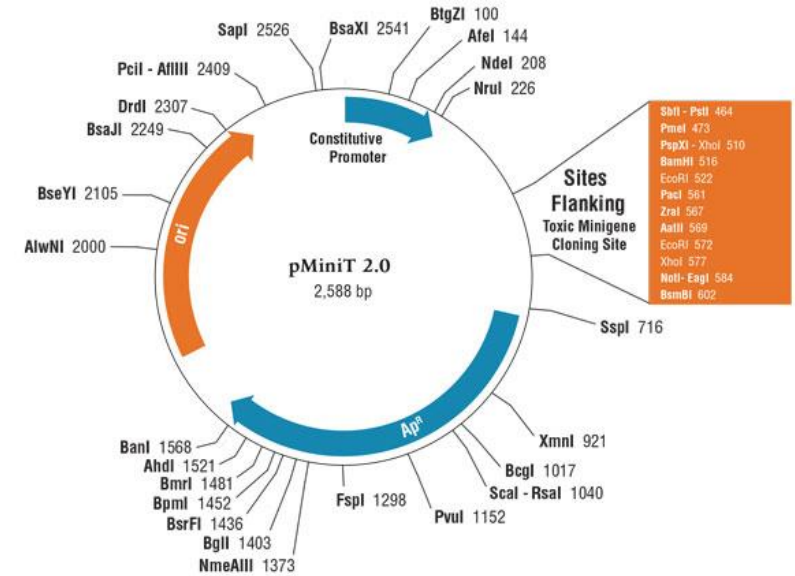 SapI 2526
BsaXI 2541
BtgZI 100
AfeI 144
NdeI 208
NruI 226
PciI - AflIII 2409
DrdI 2307
BsaJI 2249
BseYI 2105
AlwNI 2000
Constitutive
Promoter
ori
pMiniT 2.0
2,588 bp
Sites
Flanking
Toxic Minigene
Cloning Site
SbfI - PstI 464
PmeI 473
PspXI - XhoI 510
BamHI 516
EcoRI 522
PacI 561
ZraI 567
AatII 569
EcoRI 572
XhoI 577
NotI- EagI 584
BsmBI 602
SspI 716
XmnI 921
BcgI 1017
ScaI - RsaI 1040
PvuI 1152
FspI 1298
ApR
BanI 1568
AhdI 1521
BmrI 1481
BpmI 1452
BsrFI 1436
BglI 1403
NmeAIII 1373